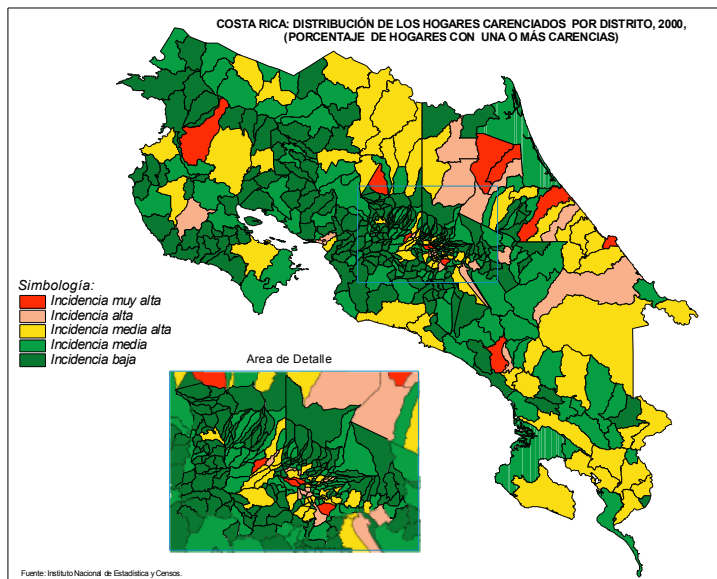 COSTA RICA: DISTRIBUCIÓN DE LOS HOGARES CARENCIADOS POR DISTRITO, 2000,
(PORCENTAJE DE HOGARES CON UNA O MÁS CARENCIAS)
Simbología:
Incidencia muy alta
Incidencia alta
Incidencia media alta
Incidencia media
Incidencia baja
Area de Detalle
Fuente: Instituto Nacional de Estadística y Censos.